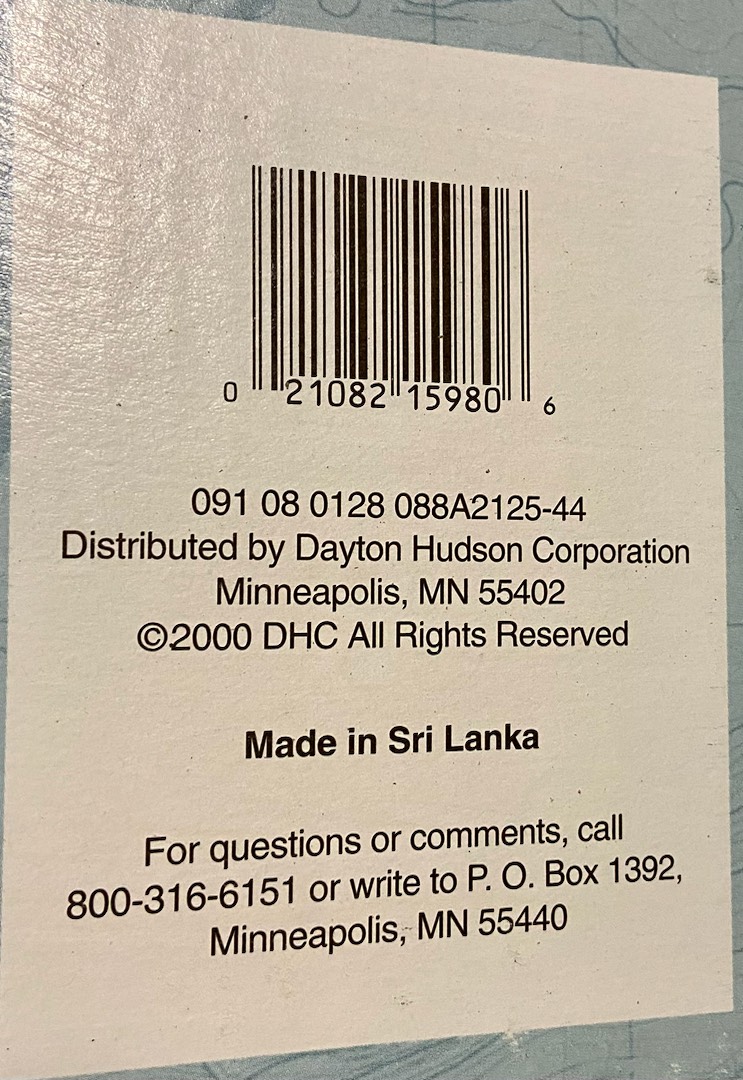 0 21082 15980 6
091 08 0128 088A2125-44
Distributed by Dayton Hudson Corporation
Minneapolis, MN 55402
©2000 DHC All Rights Reserved
Made in Sri Lanka
For questions or comments, call
800-316-6151 or write to P. O. Box 1392,
Minneapolis, MN 55440